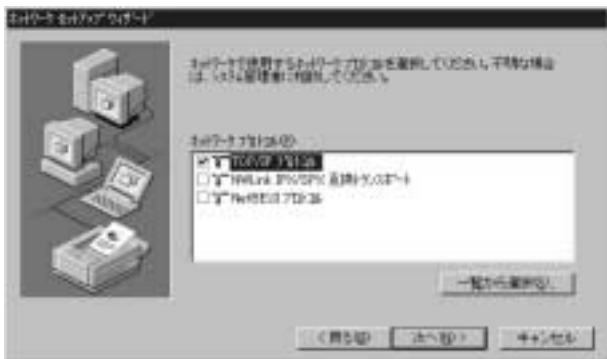 ネットワーク セットアップ ウィザード
ネットワークで使用するネットワーク プロトコルを選択してください。不明な場合
は、システム管理者に相談してください。
ネットワーク プロトコル(P):
TCP/IP プロトコル
NWLink IPX/SPX 互換トランスポート
NetBEUI プロトコル
一覧から選択(S)...
< 戻る(B)
次へ(N) >
キャンセル